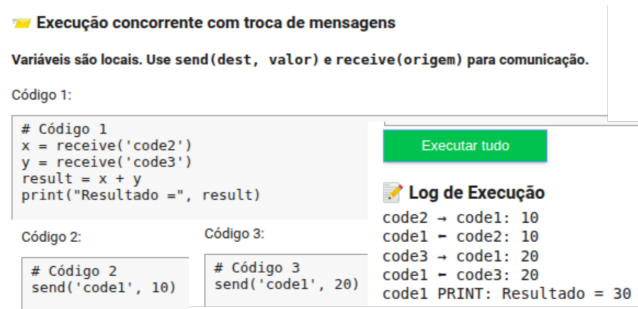 Execução concorrente com troca de mensagens
Variáveis são locais. Use send(dest, valor) e receive(origem) para comunicação.
Código 1:
# Código 1
x = receive('code2')
y = receive('code3')
result = x + y
print("Resultado =", result)
Código 2:
# Código 2
send('code1', 10)
Código 3:
# Código 3
send('code1', 20)
Executar tudo
Log de Execução
code2 → code1: 10
code1 ← code2: 10
code3 → code1: 20
code1 ← code3: 20
code1 PRINT: Resultado = 30